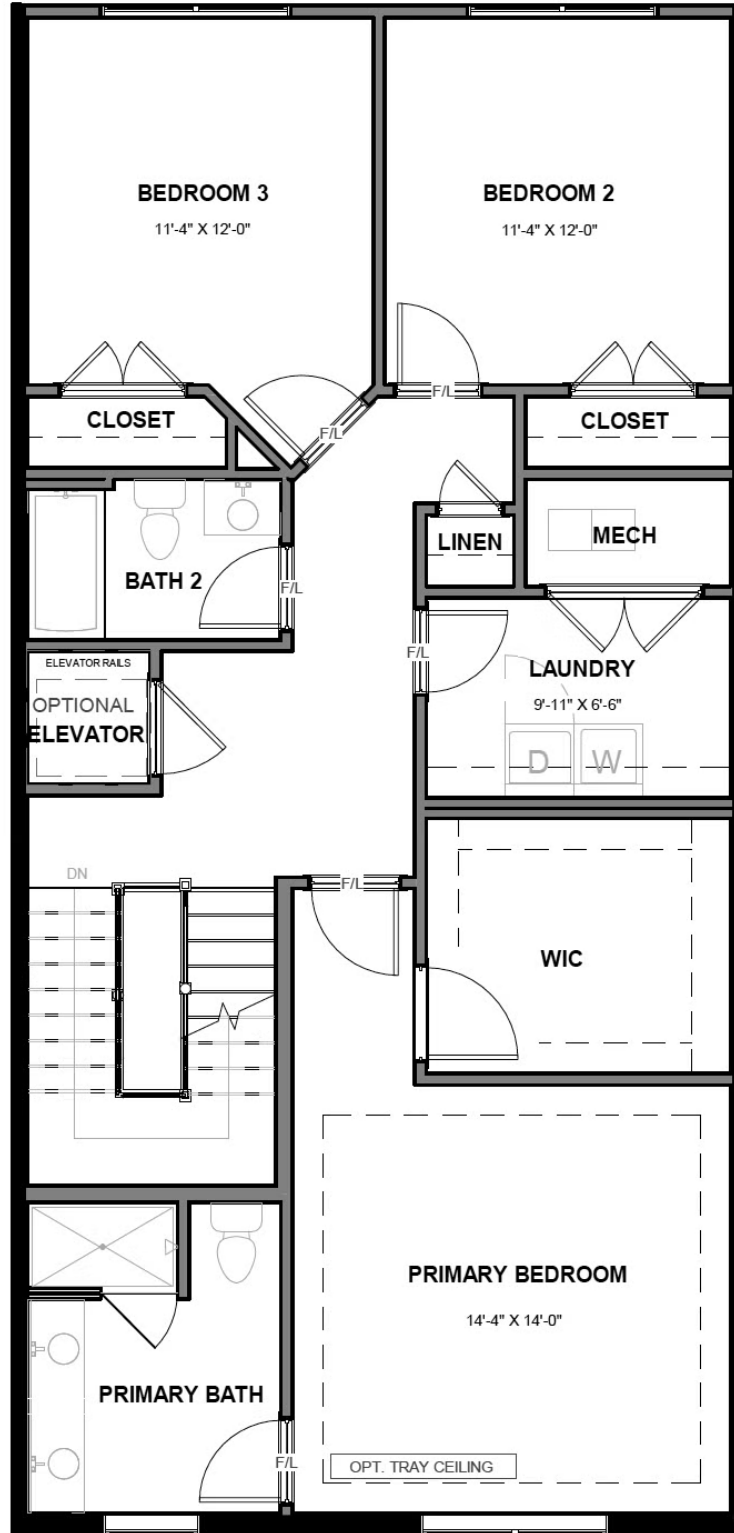 BEDROOM 3
11'-4" X 12'-0"
BEDROOM 2
11'-4" X 12'-0"
F/L
F/L
CLOSET
CLOSET
LINEN
MECH
BATH 2
F/L
F/L
LAUNDRY
9'-11" X 6'-6"
D
W
ELEVATOR RAILS
OPTIONAL
ELEVATOR
DN
F/L
WIC
PRIMARY BEDROOM
14'-4" X 14'-0"
PRIMARY BATH
F/L
OPT. TRAY CEILING